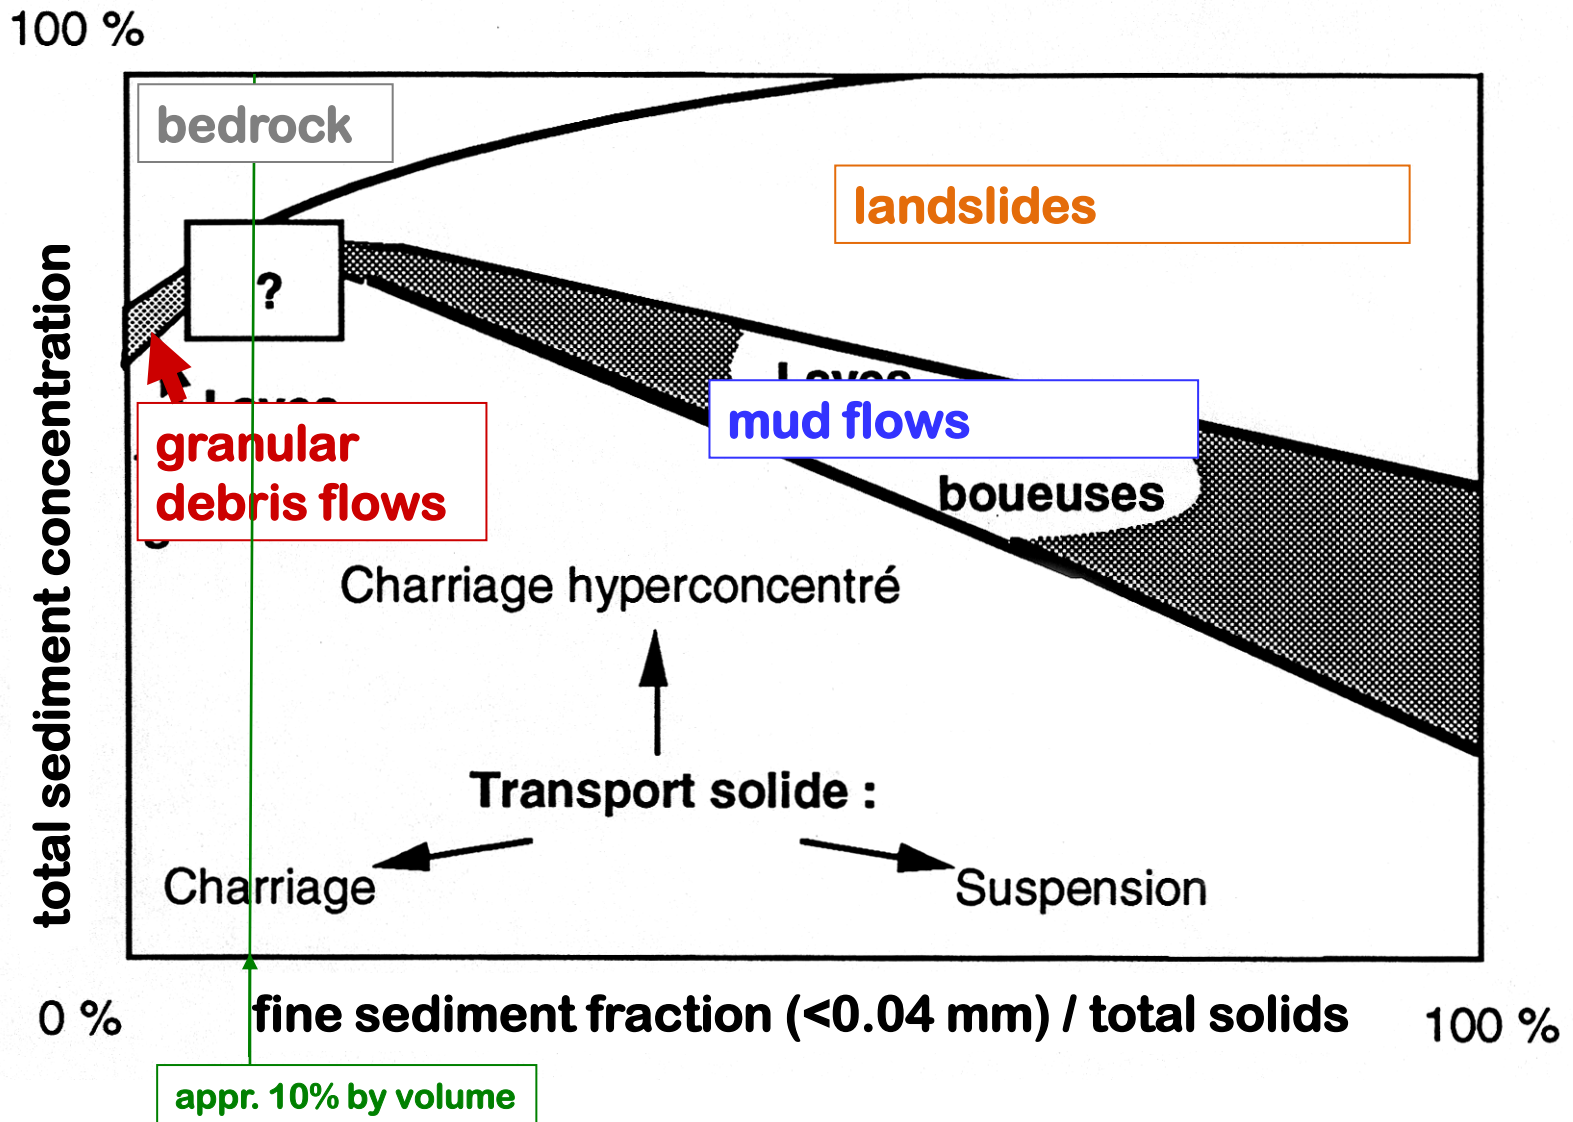 100 %
bedrock
landslides
?
total sediment concentration
mud flows
granular
debris flows
boueuses
Charriage hyperconcentré
Transport solide :
Charriage
Suspension
0 %
fine sediment fraction (<0.04 mm) / total solids
100 %
appr. 10% by volume